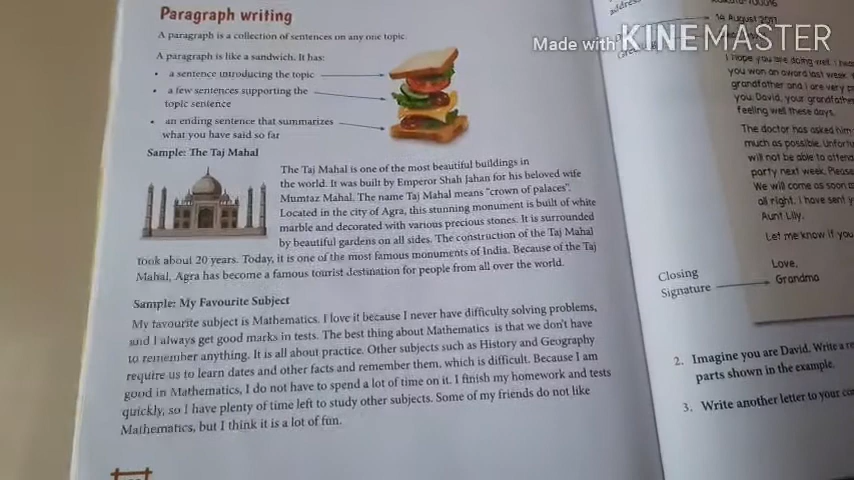 Paragraph writing
A paragraph is a collection of sentences on any one topic.
A paragraph is like a sandwich. It has:
• a sentence introducing the topic
• a few sentences supporting the
topic sentence
• an ending sentence that summarizes
what you have said so far
Sample: The Taj Mahal
The Taj Mahal is one of the most beautiful buildings in
the world. It was built by Emperor Shah Jahan for his beloved wife
Mumtaz Mahal. The name Taj Mahal means "crown of palaces".
Located in the city of Agra, this stunning monument is built of white
marble and decorated with various precious stones. It is surrounded
by beautiful gardens on all sides. The construction of the Taj Mahal
took about 20 years. Today, it is one of the most famous monuments of India. Because of the Taj
Mahal, Agra has become a famous tourist destination for people from all over the world.
Sample: My Favourite Subject
My favourite subject is Mathematics. I love it because I never have difficulty solving problems,
and I always get good marks in tests. The best thing about Mathematics is that we don't have
to remember anything. It is all about practice. Other subjects such as History and Geography
require us to learn dates and other facts and remember them, which is difficult. Because I am
good in Mathematics, I do not have to spend a lot of time on it. I finish my homework and tests
quickly, so I have plenty of time left to study other subjects. Some of my friends do not like
Mathematics, but I think it is a lot of fun.
Made with KINEMASTER
address
14 August 2017
I hope you are doing well. I
you won an award last week.
grandfather and I are very
you. David, your
feeling well these days.
The doctor has asked him
much as possible.
will not be able to attend
party next week.
We will come as soon
all right. I have sent
Aunt Lily.
Let me know if you
Love,
Grandma
Closing
Signature
2. Imagine you are David. Write a
parts shown in the example.
3. Write another letter to your